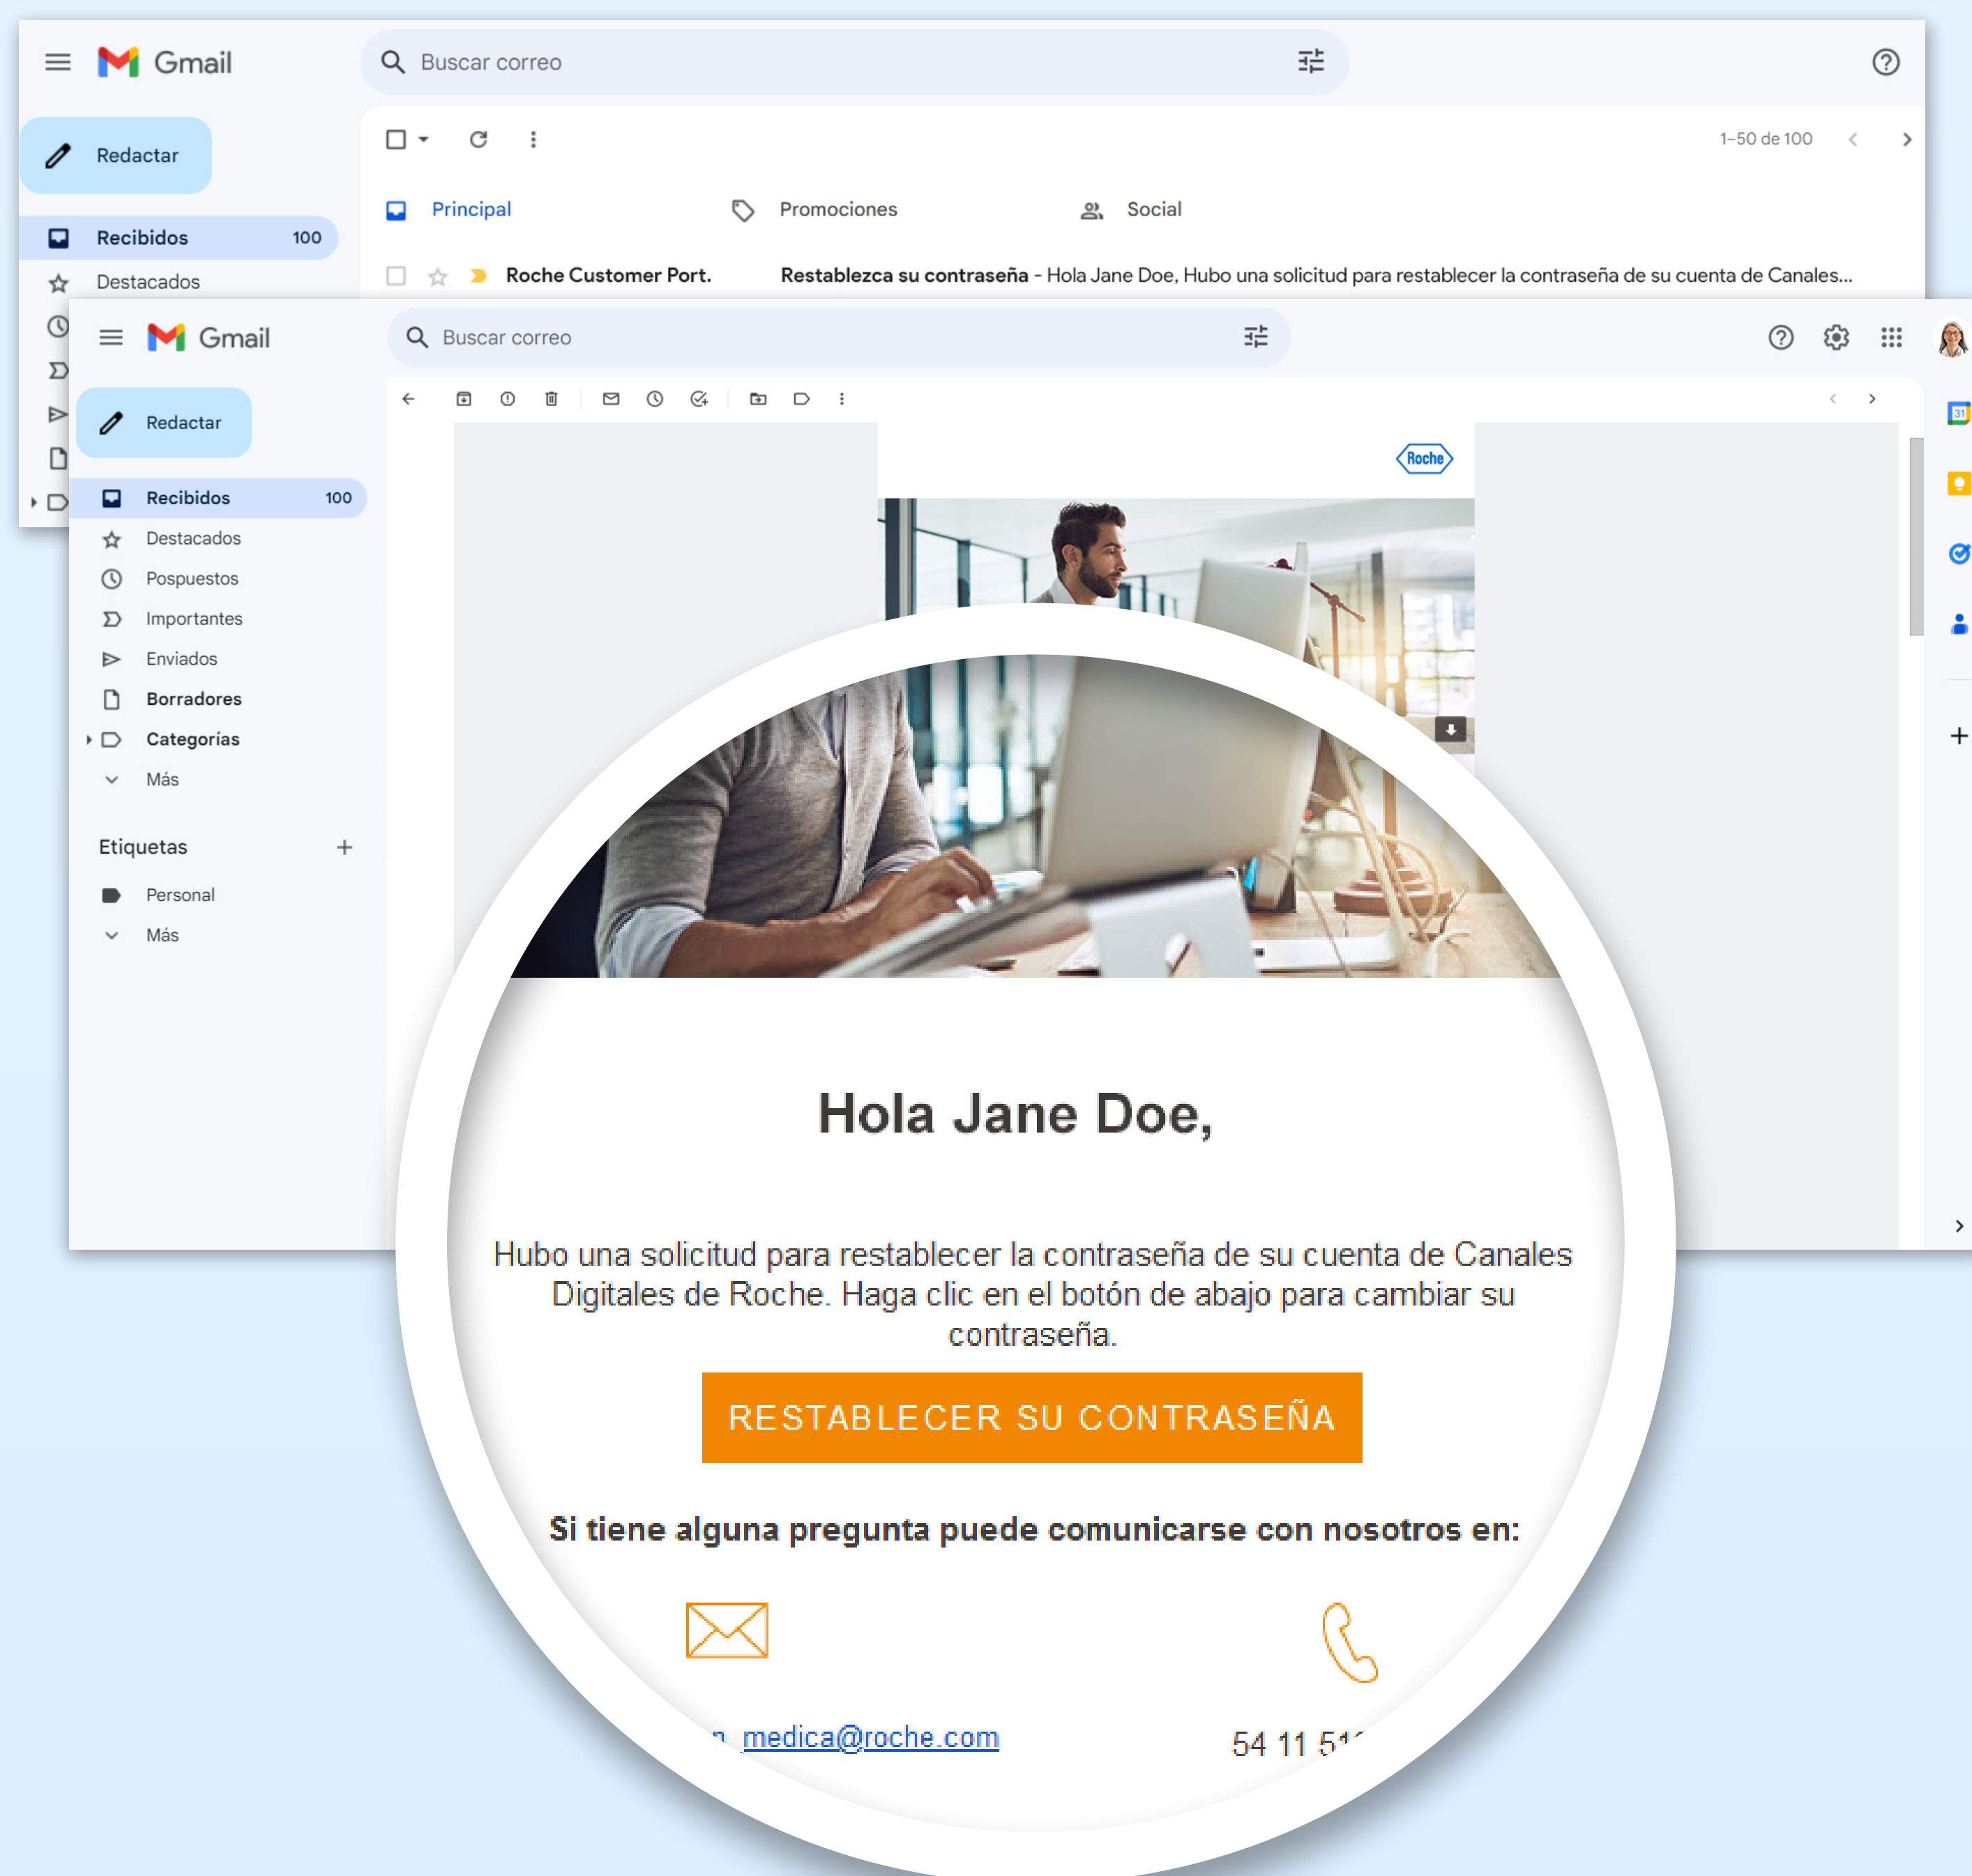 Gmail
Buscar correo
Redactar
1-50 de 100
Principal
Promociones
Social
Recibidos 100
Roche Customer Port. Restablezca su contraseña - Hola Jane Doe, Hubo una solicitud para restablecer la contraseña de su cuenta de Canales...
Destacados
Gmail
Buscar correo
Redactar
31
Roche
Recibidos 100
Destacados
Pospuestos
Importantes
Enviados
Borradores
Categorías
Más
Etiquetas
Personal
Más
Hola Jane Doe,
Hubo una solicitud para restablecer la contraseña de su cuenta de Canales
Digitales de Roche. Haga clic en el botón de abajo para cambiar su
contraseña.
RESTABLECER SU CONTRASEÑA
Si tiene alguna pregunta puede comunicarse con nosotros en:
medica@roche.com
54 11